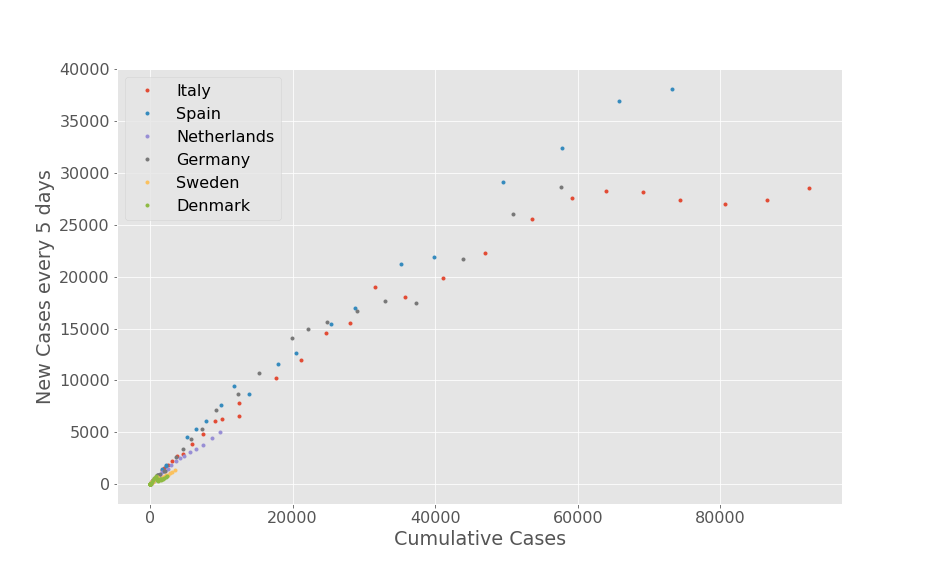 40000
35000
30000
25000
20000
15000
10000
5000
0
New Cases every 5 days
Italy
Spain
Netherlands
Germany
Sweden
Denmark
0
20000
40000
60000
80000
Cumulative Cases